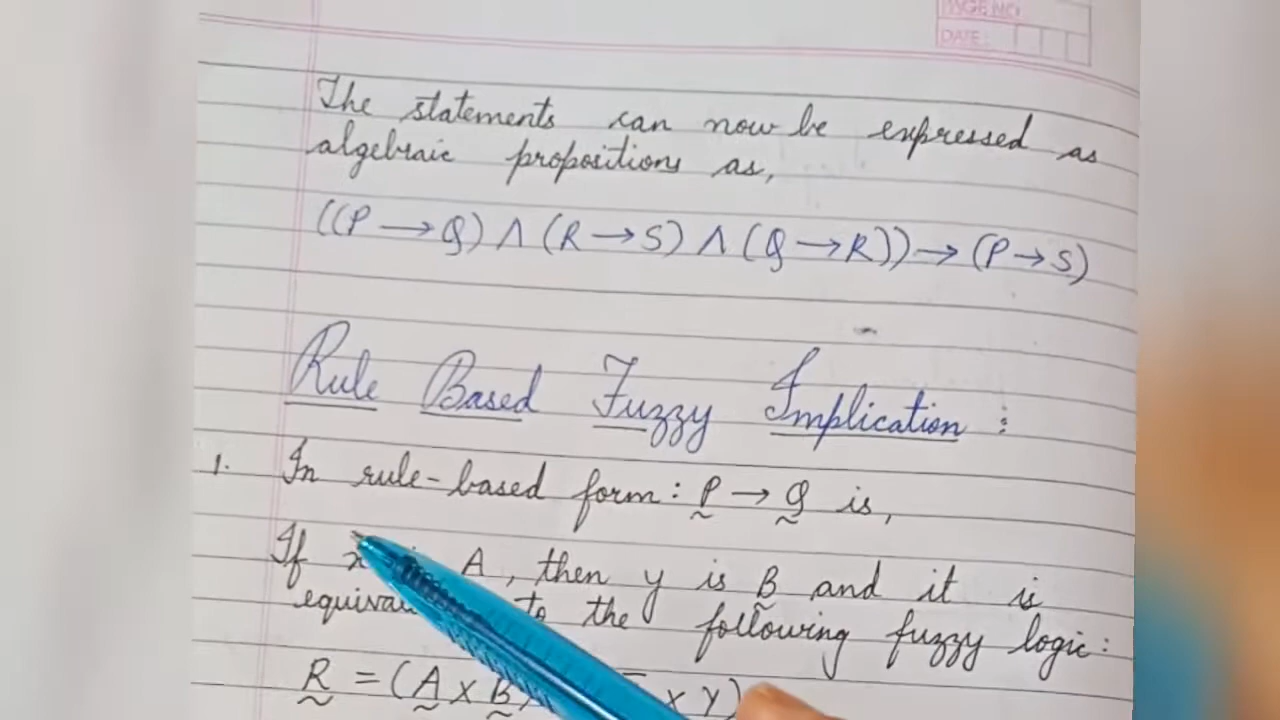 PAGE NO.
DATE:
The statements can now be expressed as
algebraic propositions as,
((P → Q) ∧ (R → S) ∧ (Q → R)) → (P → S)
Rule Based Fuzzy Implication :
1. In rule-based form: P̰ → Q̰ is,
If x A, then y is B̰ and it is
to the following fuzzy logic:
R̰ = (A̰ x B̰) x Y)